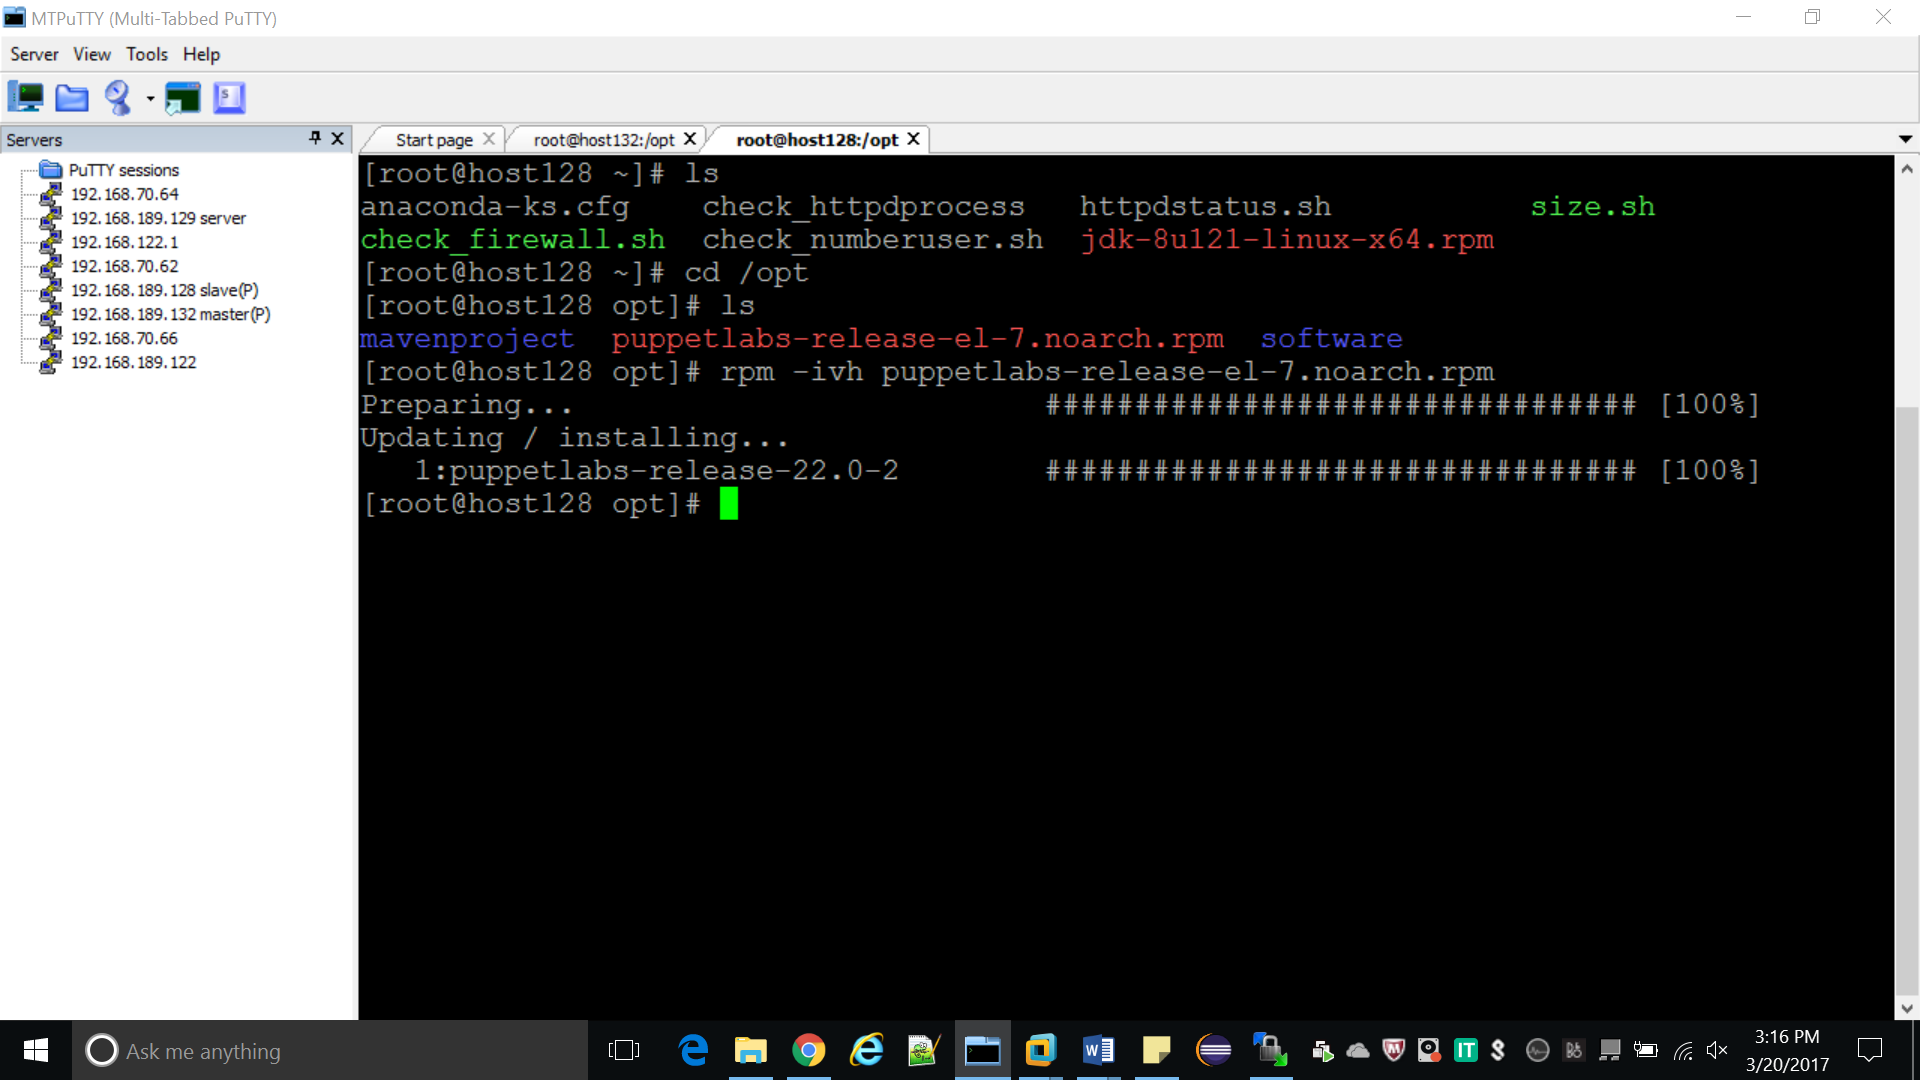 MTPuTTY (Multi-Tabbed PuTTY)
Server View Tools Help
Servers
PuTTY sessions
192.168.70.64
192.168.189.129 server
192.168.122.1
192.168.70.62
192.168.189.128 slave(P)
192.168.189.132 master(P)
192.168.70.66
192.168.189.122
Start page root@host132:/opt root@host128:/opt
[root@host128 ~]# ls
anaconda-ks.cfg check_httpdprocess httpdstatus.sh size.sh
check_firewall.sh check_numberuser.sh jdk-8u121-linux-x64.rpm
[root@host128 ~]# cd /opt
[root@host128 opt]# ls
mavenproject puppetlabs-release-el-7.noarch.rpm software
[root@host128 opt]# rpm -ivh puppetlabs-release-el-7.noarch.rpm
Preparing... ################################# [100%]
Updating / installing...
1:puppetlabs-release-22.0-2 ################################# [100%]
[root@host128 opt]#
Ask me anything
3:16 PM
3/20/2017